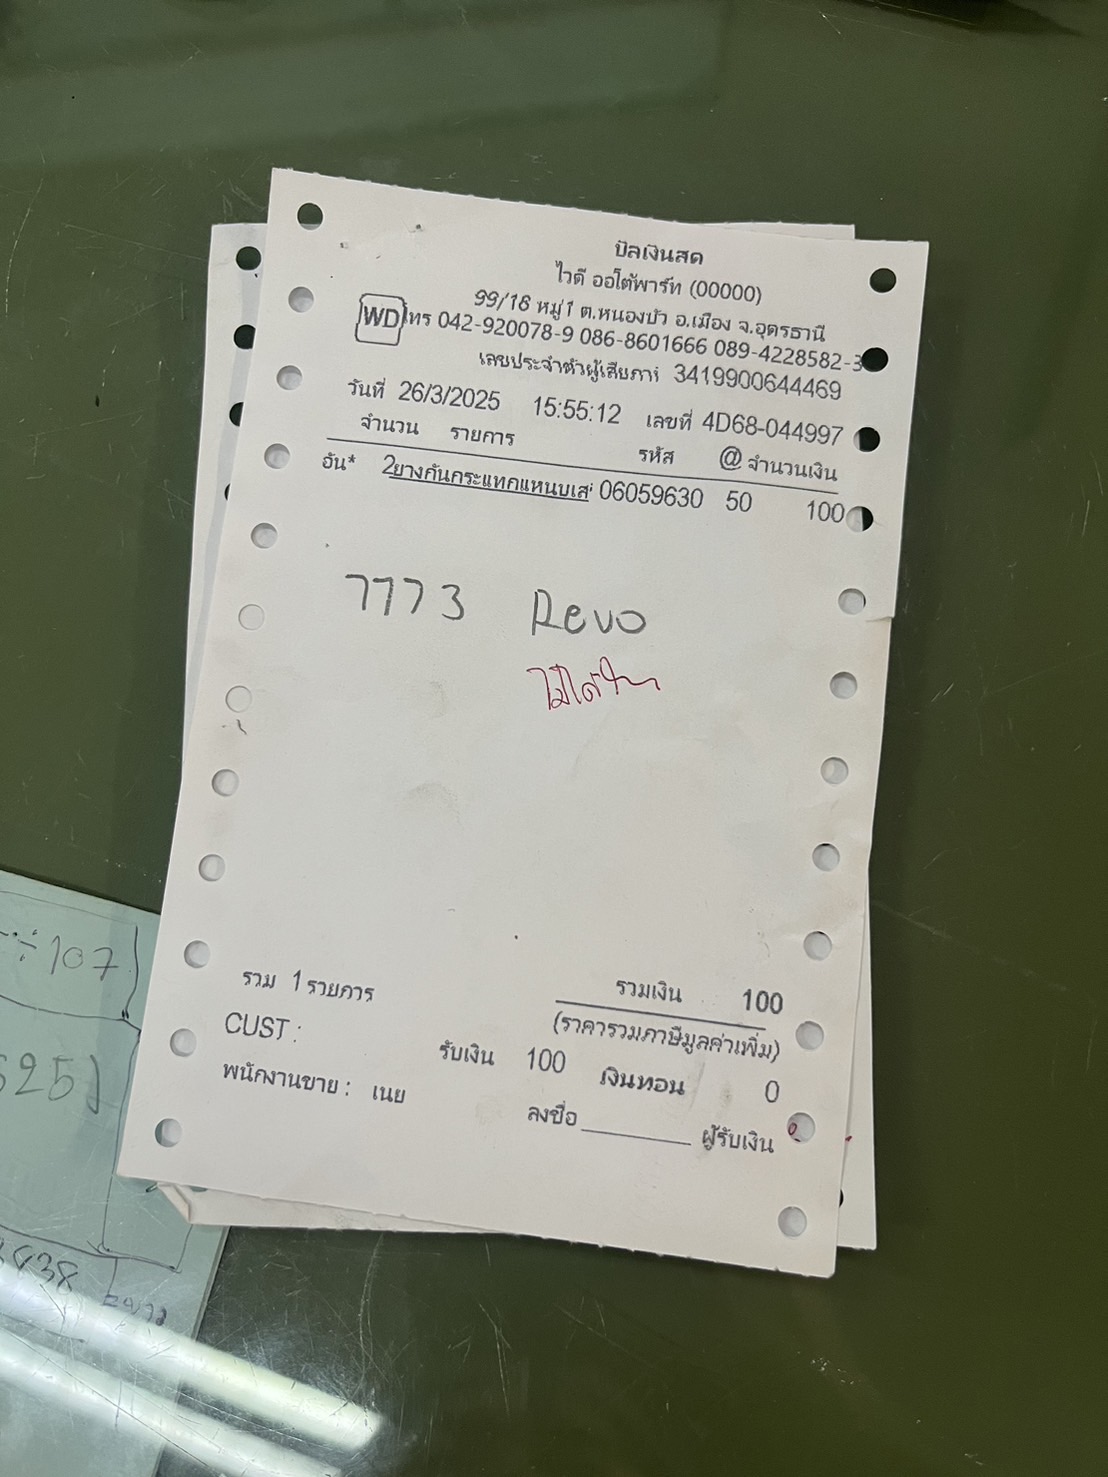 บิลเงินสด
ไวดี ออโต้พาร์ท (00000)
99/18 หมู่1 ต.หนองบัว อ.เมือง จ.อุดรธานี
WD โทร 042-920078-9 086-8601666 089-4228582-3
เลขประจำตัวผู้เสียภาษี 3419900644469
วันที่ 26/3/2025 15:55:12 เลขที่ 4D68-044997
จำนวน รายการ รหัส @ จำนวนเงิน
อัน* 2 ยางกันกระแทกแหนบเส 06059630 50 100
7773 Revo
ไม่ได้
รวม 1 รายการ รวมเงิน 100
(ราคารวมภาษีมูลค่าเพิ่ม)
CUST :
รับเงิน 100 เงินทอน 0
พนักงานขาย : เนย
ลงชื่อ ผู้รับเงิน
÷107
525
438